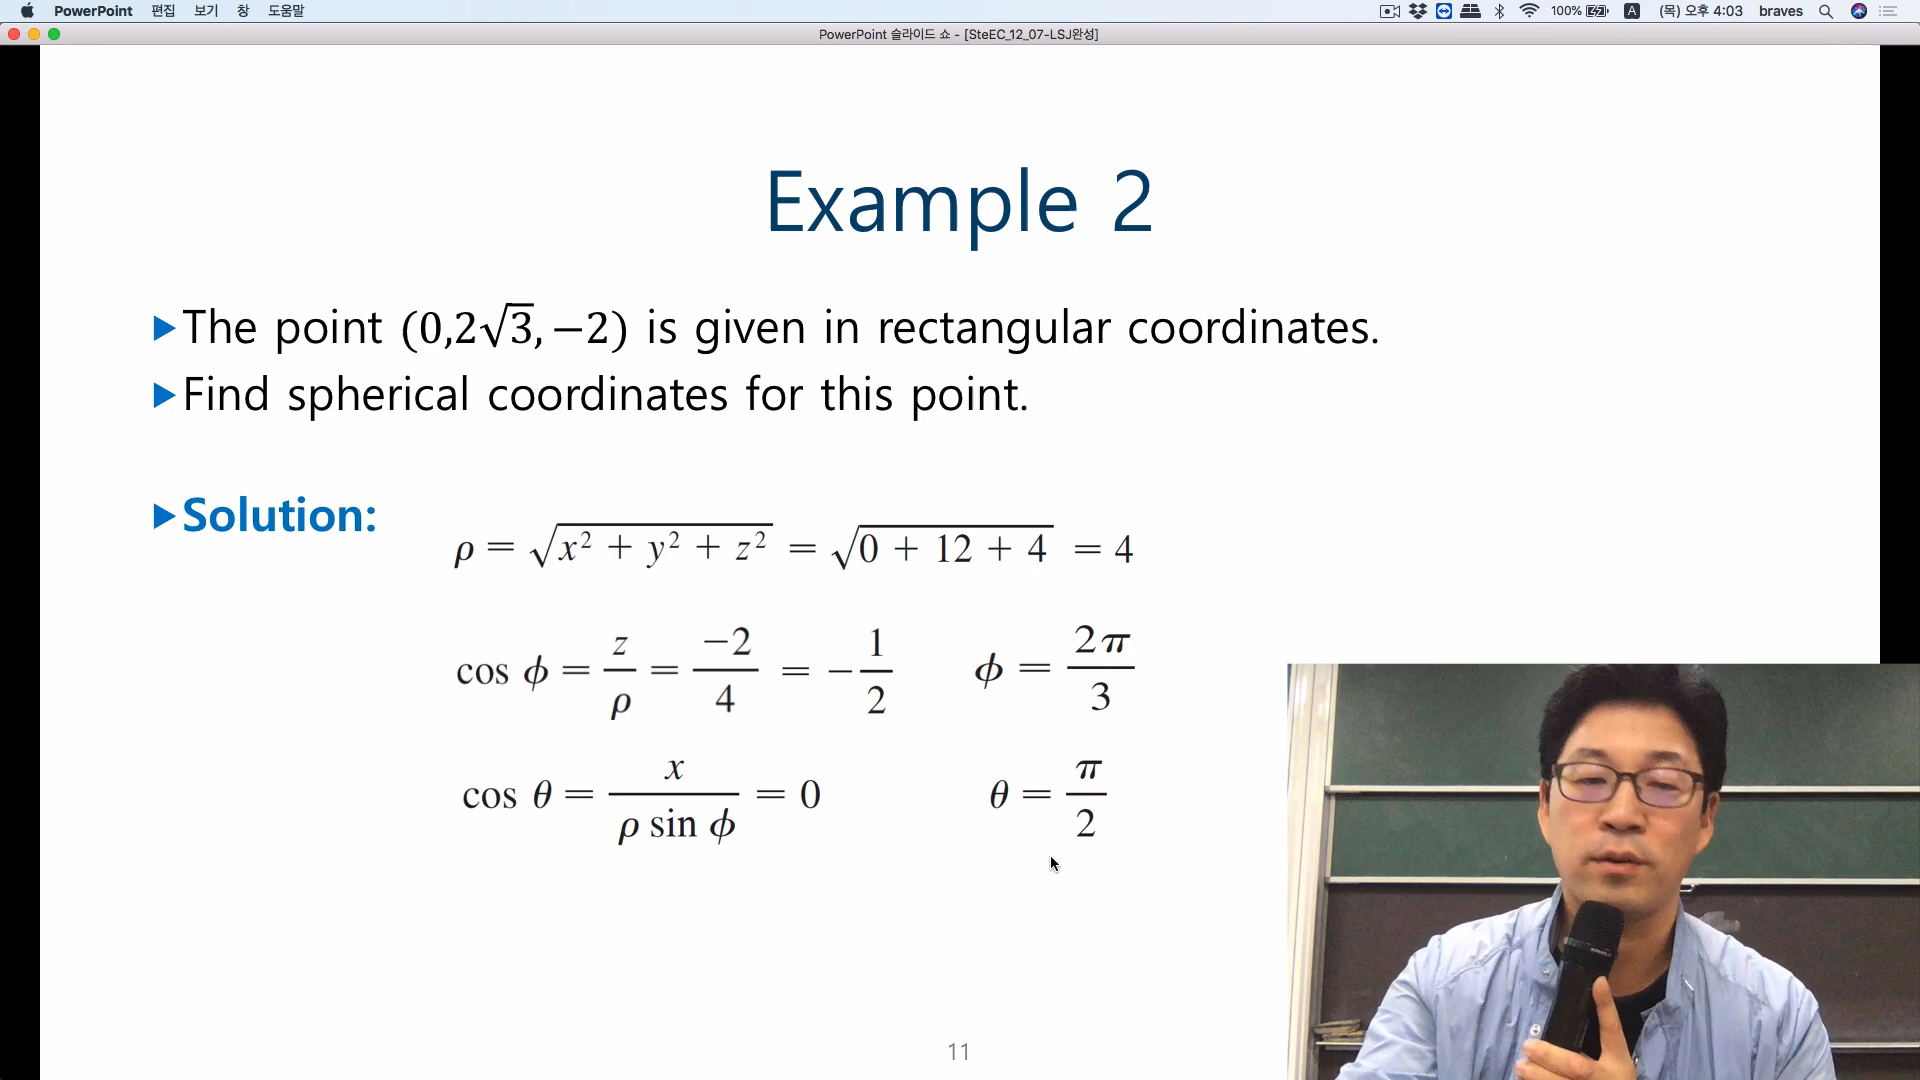 PowerPoint 편집 보기 창 도움말 100% A (목) 오후 4:03 braves
PowerPoint 슬라이드 쇼 - [SteEC_12_07-LSJ완성]
Example 2
▶The point (0,2√3, −2) is given in rectangular coordinates.
▶Find spherical coordinates for this point.
▶Solution:
ρ = √(x² + y² + z²) = √(0 + 12 + 4) = 4
cos ϕ = z/ρ = −2/4 = −1/2 ϕ = 2π/3
cos θ = x/(ρ sin ϕ) = 0 θ = π/2
11